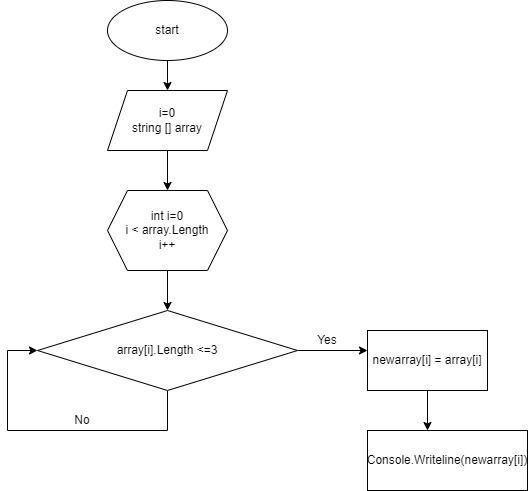 start
i=0
string [] array
int i=0
i < array.Length
i++
array[i].Length <=3
Yes
newarray[i] = array[i]
No
Console.Writeline(newarray[i])